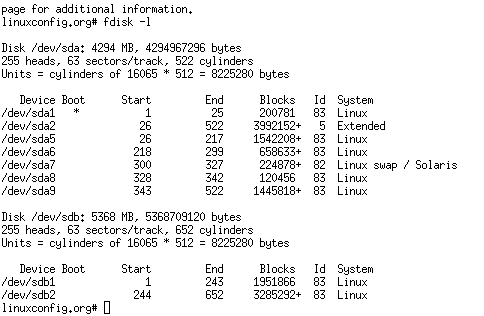 page for additional information.
linuxconfig.org# fdisk -l
Disk /dev/sda: 4294 MB, 4294967296 bytes
255 heads, 63 sectors/track, 522 cylinders
Units = cylinders of 16065 * 512 = 8225280 bytes
Device Boot Start End Blocks Id System
/dev/sda1 * 1 25 200781 83 Linux
/dev/sda2 26 522 3992152+ 5 Extended
/dev/sda5 26 217 1542208+ 83 Linux
/dev/sda6 218 299 658633+ 83 Linux
/dev/sda7 300 327 224878+ 82 Linux swap / Solaris
/dev/sda8 328 342 120456 83 Linux
/dev/sda9 343 522 1445818+ 83 Linux
Disk /dev/sdb: 5368 MB, 5368709120 bytes
255 heads, 63 sectors/track, 652 cylinders
Units = cylinders of 16065 * 512 = 8225280 bytes
Device Boot Start End Blocks Id System
/dev/sdb1 1 243 1951866 83 Linux
/dev/sdb2 244 652 3285292+ 83 Linux
linuxconfig.org#